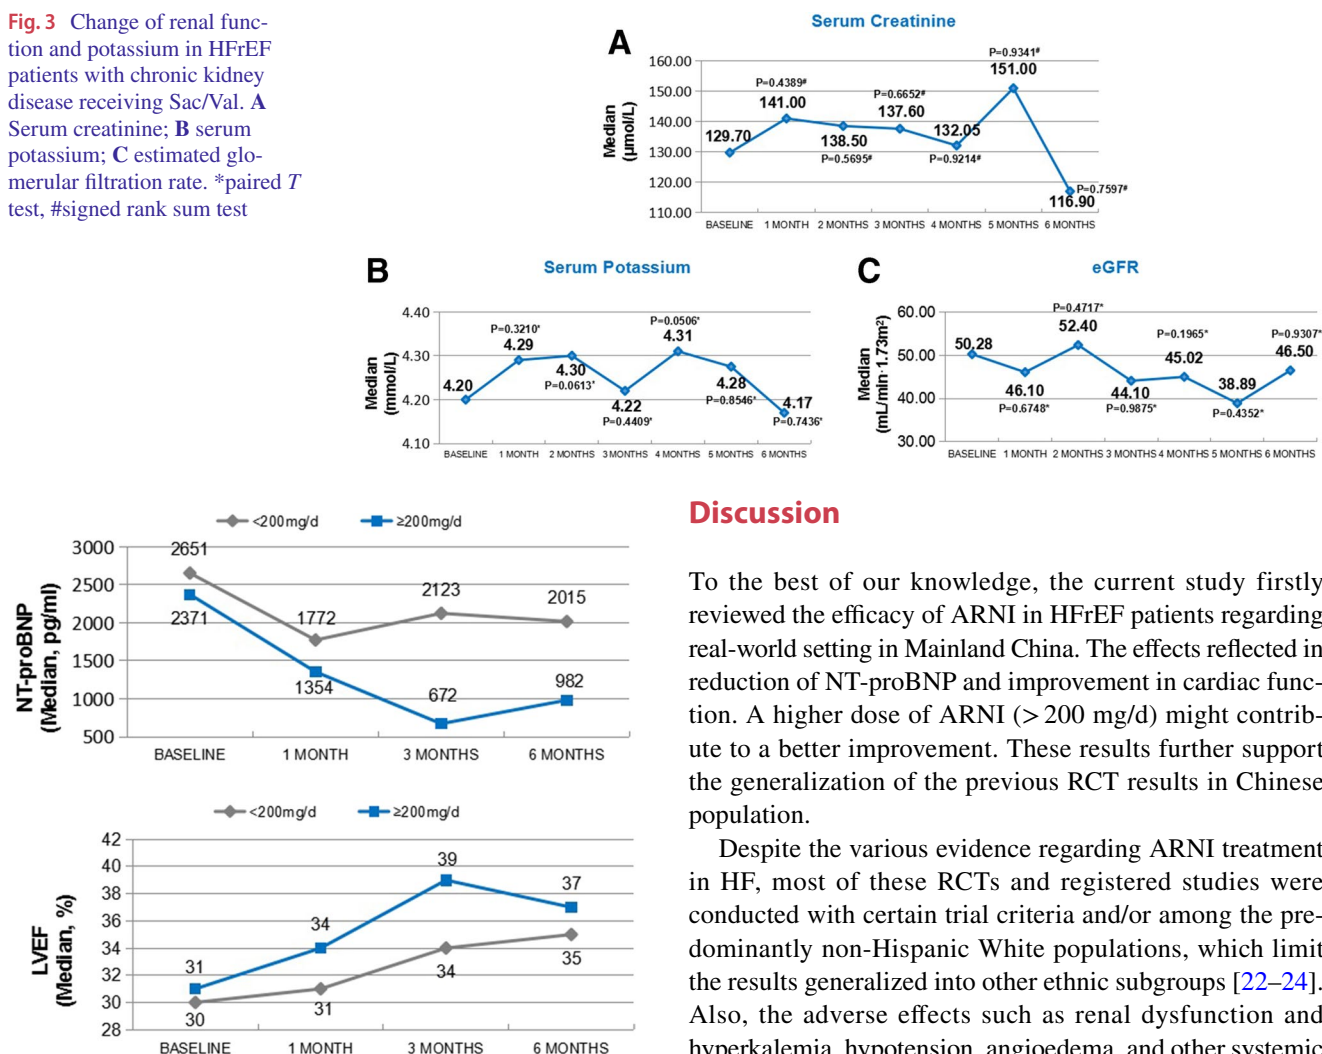 Fig. 3 Change of renal func-
tion and potassium in HFrEF
patients with chronic kidney
disease receiving Sac/Val. A
Serum creatinine; B serum
potassium; C estimated glo-
merular filtration rate. *paired T
test, #signed rank sum test
A
Serum Creatinine
Median
(μmol/L)
160.00
150.00
140.00
130.00
120.00
110.00
129.70
P=0.4389#
141.00
138.50
P=0.5695#
P=0.6652#
137.60
132.05
P=0.9214#
P=0.9341#
151.00
P=0.7597#
116.90
BASELINE 1 MONTH 2 MONTHS 3 MONTHS 4 MONTHS 5 MONTHS 6 MONTHS
B
Serum Potassium
Median
(mmol/L)
4.40
4.30
4.20
4.10
4.20
P=0.3210*
4.29
4.30
P=0.0613*
4.22
P=0.4409*
P=0.0506*
4.31
4.28
P=0.8546*
4.17
P=0.7436*
BASELINE 1 MONTH 2 MONTHS 3 MONTHS 4 MONTHS 5 MONTHS 6 MONTHS
C
eGFR
Median
(mL/min·1.73m²)
60.00
50.00
40.00
30.00
50.28
46.10
P=0.6748*
P=0.4717*
52.40
44.10
P=0.9875*
P=0.1965*
45.02
38.89
P=0.4352*
P=0.9307*
46.50
BASELINE 1 MONTH 2 MONTHS 3 MONTHS 4 MONTHS 5 MONTHS 6 MONTHS
<200mg/d ≥200mg/d
NT-proBNP
(Median, pg/ml)
3000
2500
2000
1500
1000
500
2651
2371
1772
1354
2123
672
2015
982
BASELINE 1 MONTH 3 MONTHS 6 MONTHS
<200mg/d ≥200mg/d
LVEF
(Median, %)
42
40
38
36
34
32
30
28
31
30
34
31
39
34
37
35
BASELINE 1 MONTH 3 MONTHS 6 MONTHS
Discussion
To the best of our knowledge, the current study firstly
reviewed the efficacy of ARNI in HFrEF patients regarding
real-world setting in Mainland China. The effects reflected in
reduction of NT-proBNP and improvement in cardiac func-
tion. A higher dose of ARNI (> 200 mg/d) might contrib-
ute to a better improvement. These results further support
the generalization of the previous RCT results in Chinese
population.
Despite the various evidence regarding ARNI treatment
in HF, most of these RCTs and registered studies were
conducted with certain trial criteria and/or among the pre-
dominantly non-Hispanic White populations, which limit
the results generalized into other ethnic subgroups [22–24].
Also, the adverse effects such as renal dysfunction and
hyperkalemia, hypotension, angioedema, and other systemic